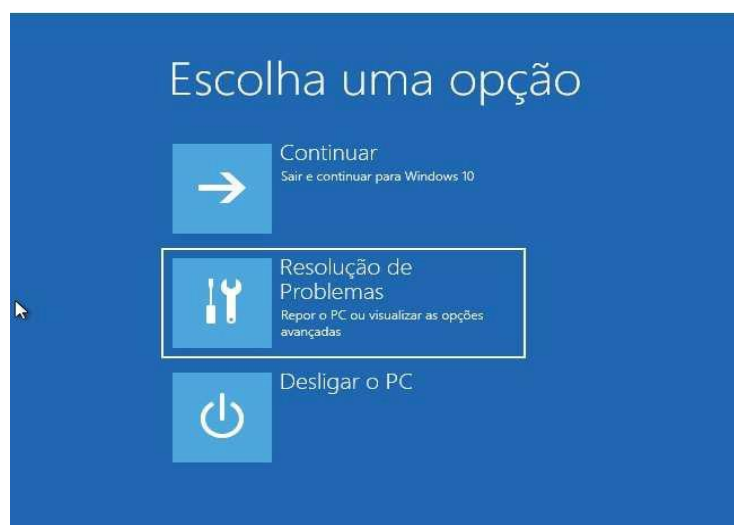 Escolha uma opção
Continuar
Sair e continuar para Windows 10
Resolução de
Problemas
Repor o PC ou visualizar as opções
avançadas
Desligar o PC